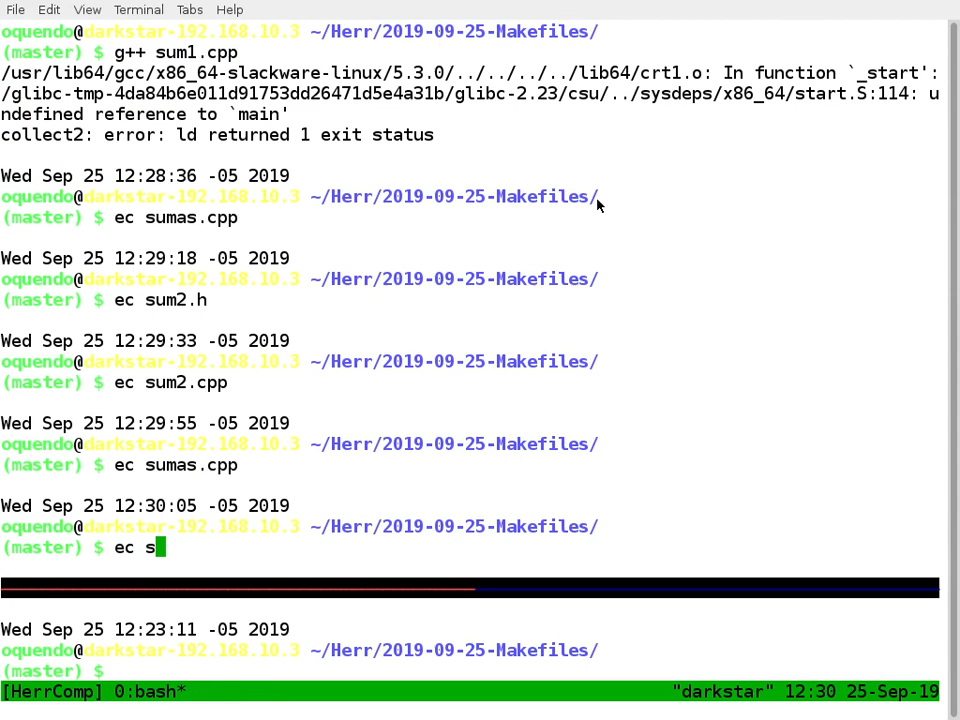 File Edit View Terminal Tabs Help
oquendo@darkstar-192.168.10.3 ~/Herr/2019-09-25-Makefiles/
(master) $ g++ sum1.cpp
/usr/lib64/gcc/x86_64-slackware-linux/5.3.0/../../../../lib64/crt1.o: In function `_start':
/glibc-tmp-4da84b6e011d91753dd26471d5e4a31b/glibc-2.23/csu/../sysdeps/x86_64/start.S:114: u
ndefined reference to `main'
collect2: error: ld returned 1 exit status
Wed Sep 25 12:28:36 -05 2019
oquendo@darkstar-192.168.10.3 ~/Herr/2019-09-25-Makefiles/
(master) $ ec sumas.cpp
Wed Sep 25 12:29:18 -05 2019
oquendo@darkstar-192.168.10.3 ~/Herr/2019-09-25-Makefiles/
(master) $ ec sum2.h
Wed Sep 25 12:29:33 -05 2019
oquendo@darkstar-192.168.10.3 ~/Herr/2019-09-25-Makefiles/
(master) $ ec sum2.cpp
Wed Sep 25 12:29:55 -05 2019
oquendo@darkstar-192.168.10.3 ~/Herr/2019-09-25-Makefiles/
(master) $ ec sumas.cpp
Wed Sep 25 12:30:05 -05 2019
oquendo@darkstar-192.168.10.3 ~/Herr/2019-09-25-Makefiles/
(master) $ ec s
Wed Sep 25 12:23:11 -05 2019
oquendo@darkstar-192.168.10.3 ~/Herr/2019-09-25-Makefiles/
(master) $
[HerrComp] 0:bash* "darkstar" 12:30 25-Sep-19